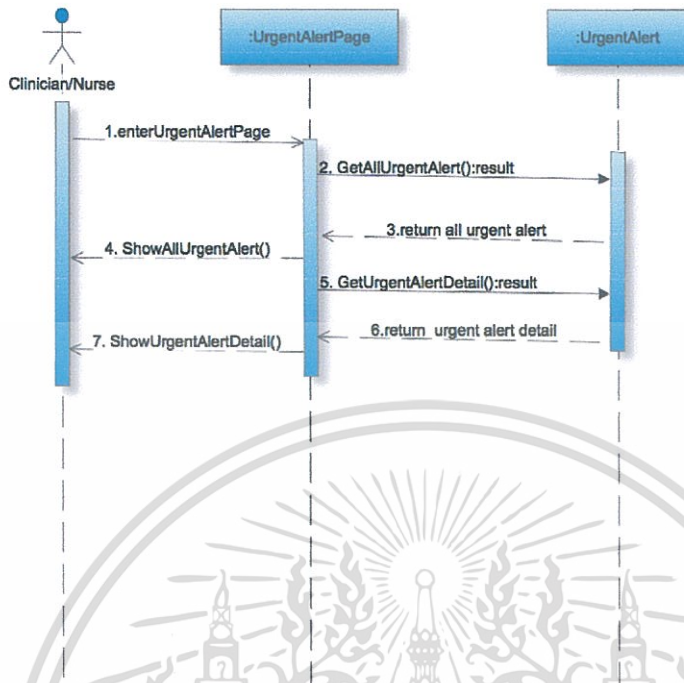 :UrgentAlertPage
:UrgentAlert
Clinician/Nurse
1.enterUrgentAlertPage
2. GetAllUrgentAlert():result
3.return all urgent alert
4. ShowAllUrgentAlert()
5. GetUrgentAlertDetail():result
6.return urgent alert detail
7. ShowUrgentAlertDetail()